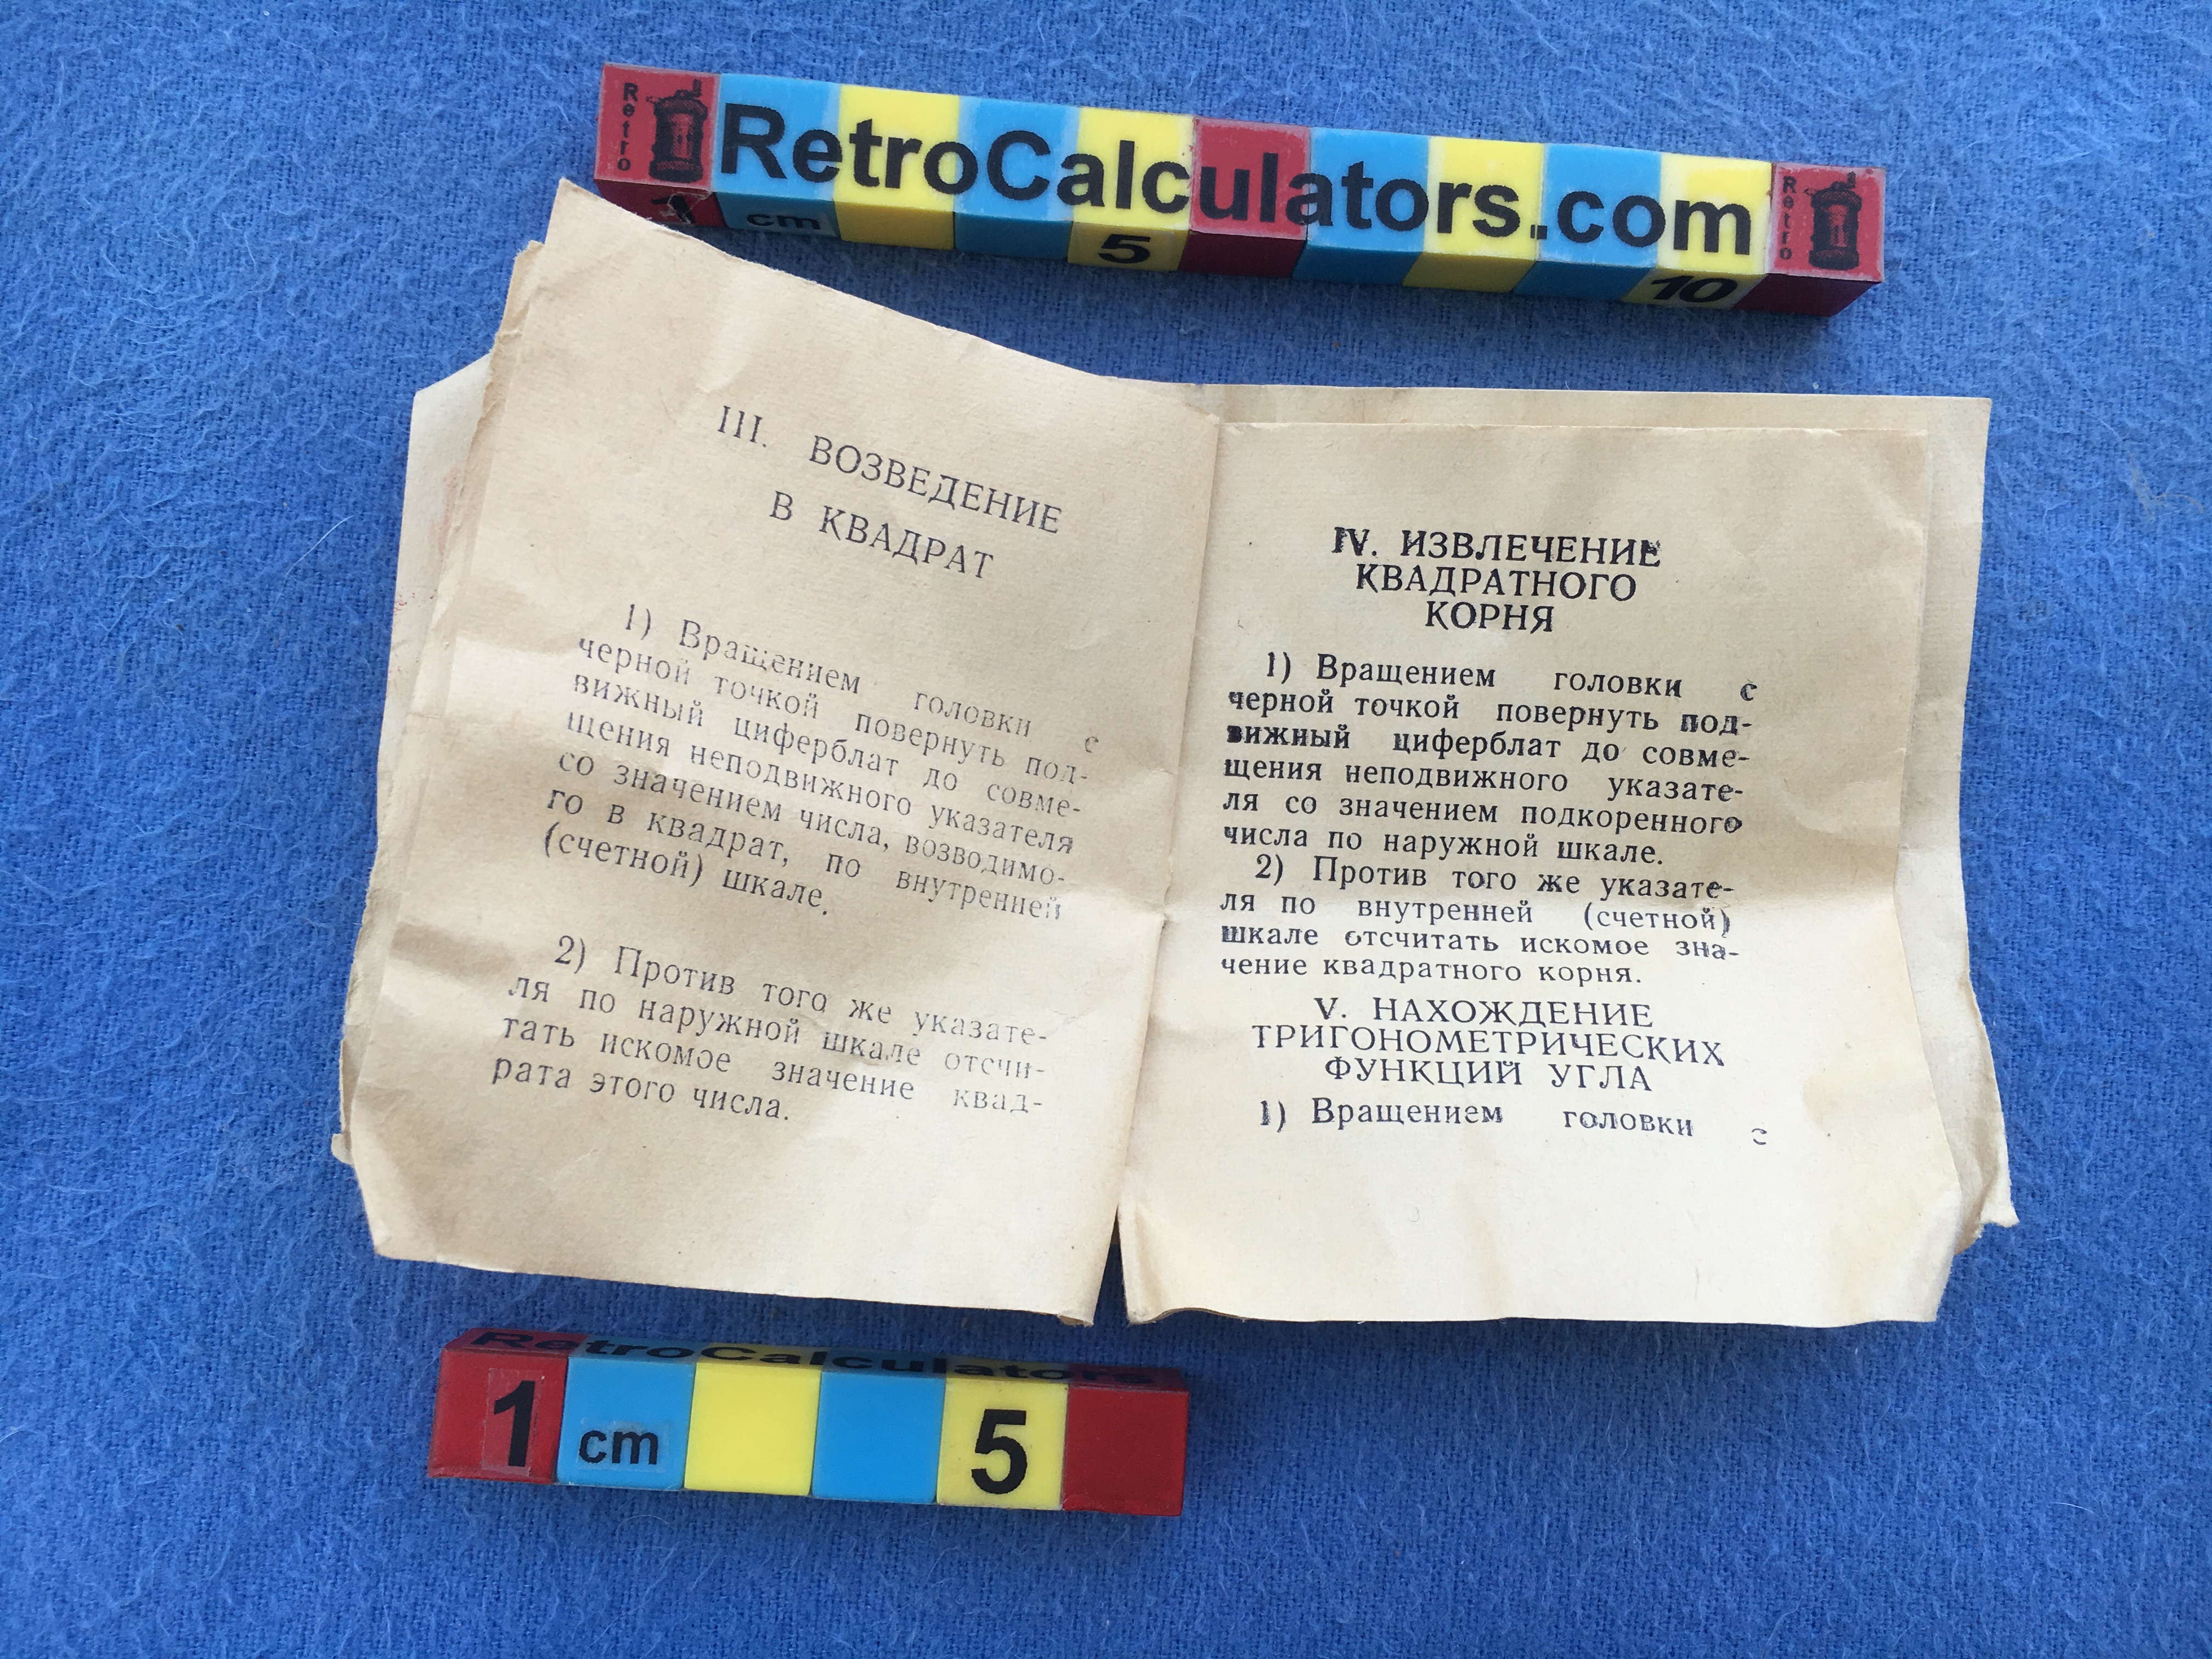 Retro
RetroCalculators.com
Retro
1 cm 5 10
III. ВОЗВЕДЕНИЕ
В КВАДРАТ
1) Вращением головки с
черной точкой повернуть под-
вижный циферблат до совме-
щения неподвижного указателя
со значением числа, возводимо-
го в квадрат, по внутренней
(счетной) шкале.
2) Против того же указате-
ля по наружной шкале отсчи-
тать искомое значение квад-
рата этого числа.
IV. ИЗВЛЕЧЕНИЕ
КВАДРАТНОГО
КОРНЯ
1) Вращением головки с
черной точкой повернуть под-
вижный циферблат до совме-
щения неподвижного указате-
ля со значением подкоренного
числа по наружной шкале.
2) Против того же указате-
ля по внутренней (счетной)
шкале отсчитать искомое зна-
чение квадратного корня.
V. НАХОЖДЕНИЕ
ТРИГОНОМЕТРИЧЕСКИХ
ФУНКЦИЙ УГЛА
1) Вращением головки с
RetroCalculators
1 cm 5